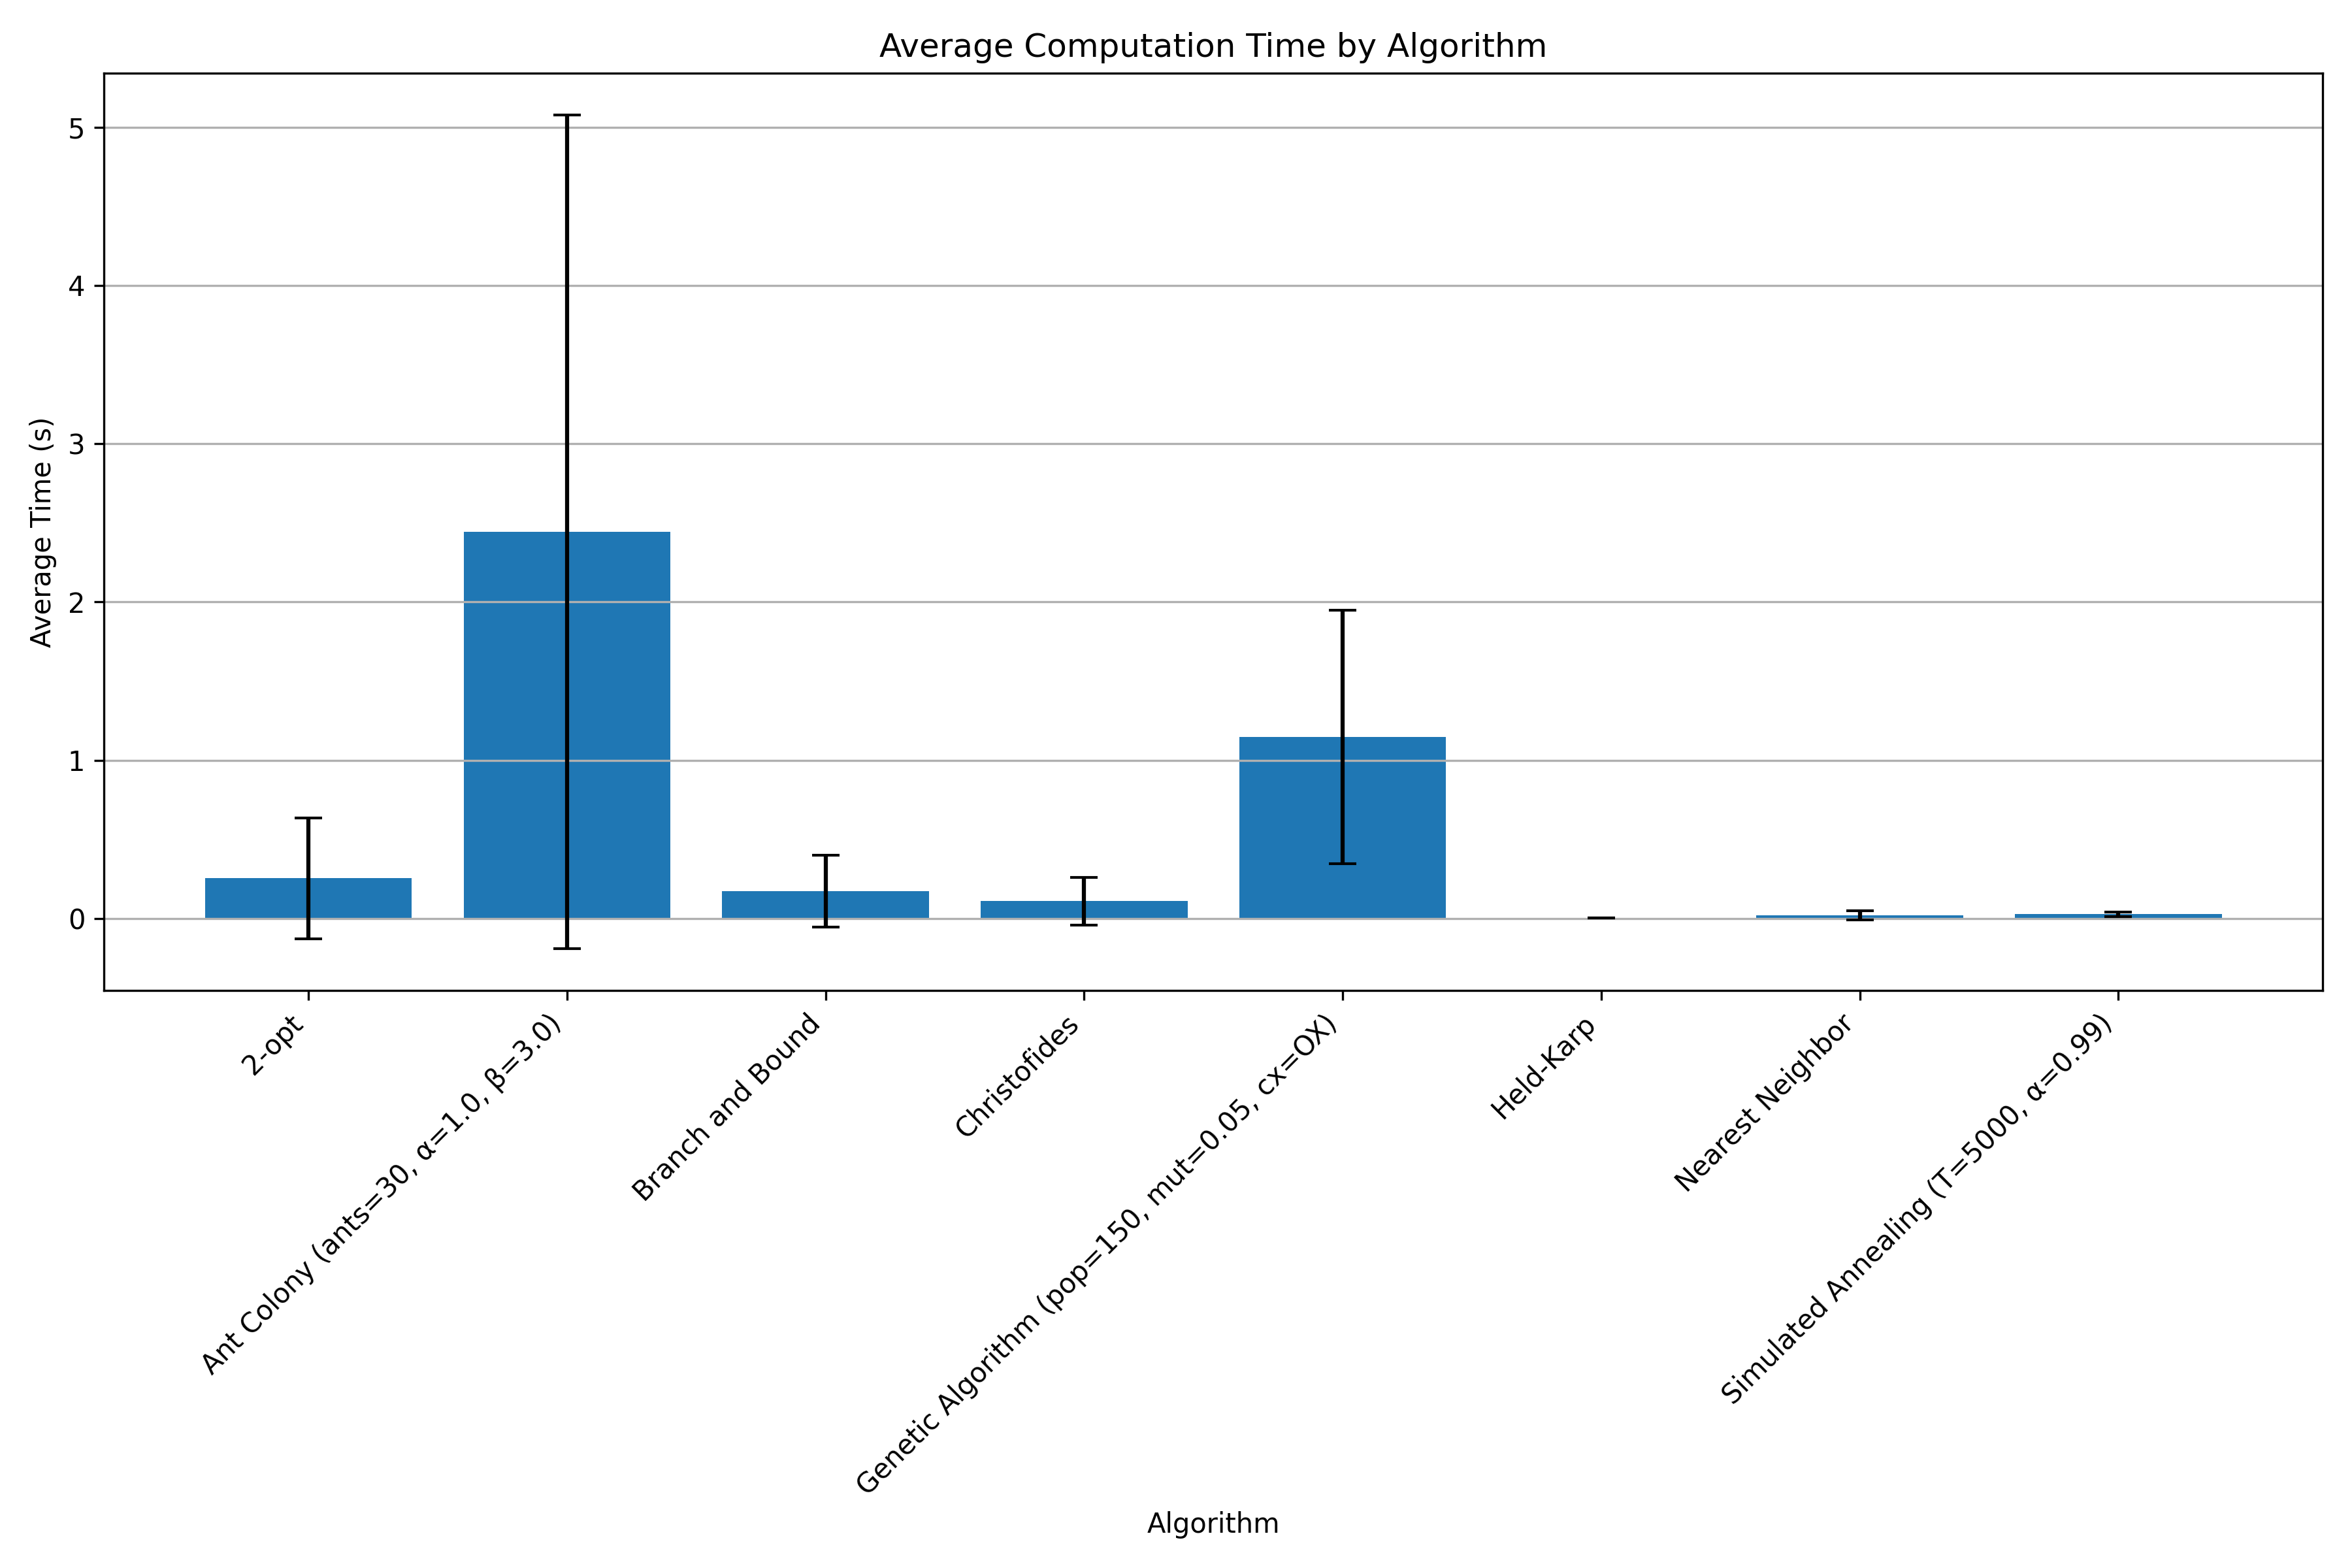 Average Computation Time by Algorithm
Average Time (s)
5
4
3
2
1
0
2-opt
Ant Colony (ants=30, α=1.0, β=3.0)
Branch and Bound
Christofides
Genetic Algorithm (pop=150, mut=0.05, cx=OX)
Held-Karp
Nearest Neighbor
Simulated Annealing (T=5000, α=0.99)
Algorithm